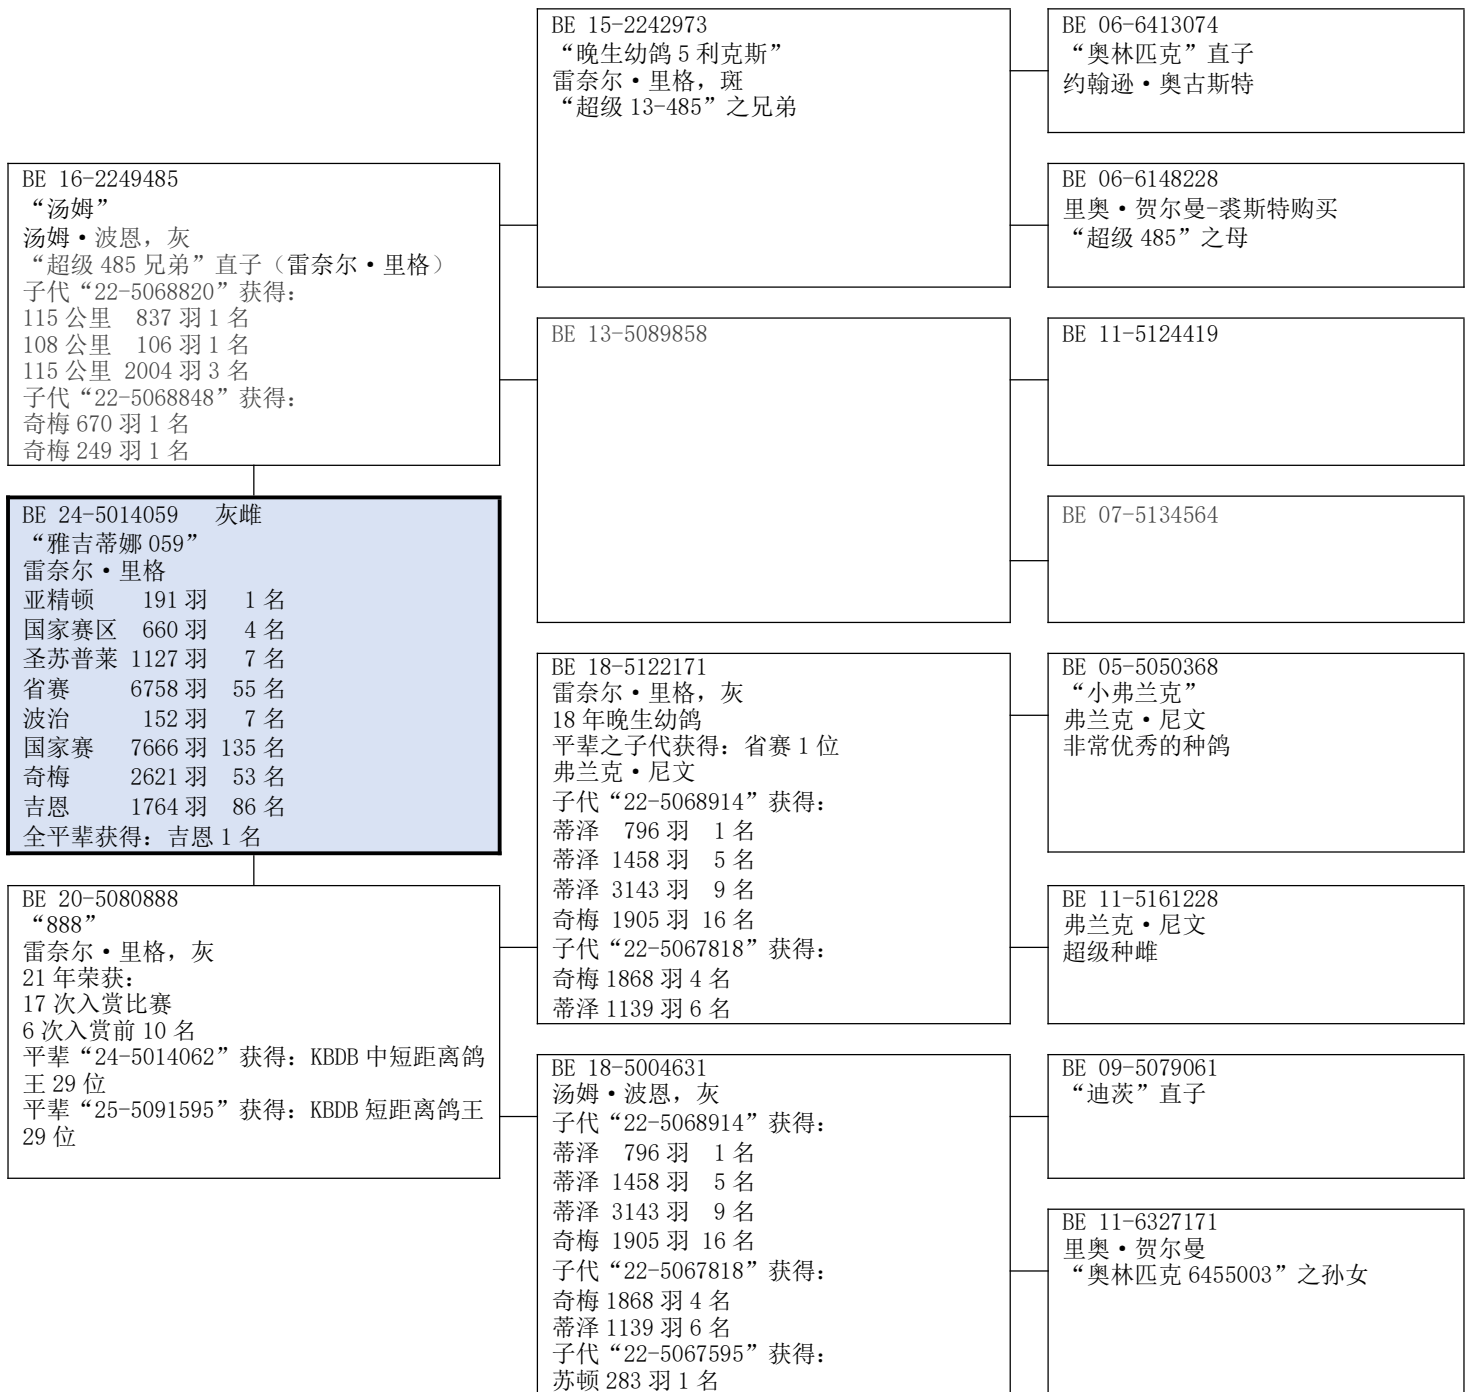 BE 16-2249485
“汤姆”
汤姆·波恩，灰
“超级 485 兄弟”直子（雷奈尔·里格）
子代“22-5068820”获得：
115 公里 837 羽 1 名
108 公里 106 羽 1 名
115 公里 2004 羽 3 名
子代“22-5068848”获得：
奇梅 670 羽 1 名
奇梅 249 羽 1 名
BE 24-5014059 灰雌
“雅吉蒂娜 059”
雷奈尔·里格
亚精顿 191 羽 1 名
国家赛区 660 羽 4 名
圣苏普莱 1127 羽 7 名
省赛 6758 羽 55 名
波治 152 羽 7 名
国家赛 7666 羽 135 名
奇梅 2621 羽 53 名
吉恩 1764 羽 86 名
全平辈获得：吉恩 1 名
BE 20-5080888
“888”
雷奈尔·里格，灰
21 年荣获：
17 次入赏比赛
6 次入赏前 10 名
平辈“24-5014062”获得：KBDB 中短距离鸽
王 29 位
平辈“25-5091595”获得：KBDB 短距离鸽王
29 位
BE 15-2242973
“晚生幼鸽 5 利克斯”
雷奈尔·里格，斑
“超级 13-485”之兄弟
BE 13-5089858
BE 18-5122171
雷奈尔·里格，灰
18 年晚生幼鸽
平辈之子代获得：省赛 1 位
弗兰克·尼文
子代“22-5068914”获得：
蒂泽 796 羽 1 名
蒂泽 1458 羽 5 名
蒂泽 3143 羽 9 名
奇梅 1905 羽 16 名
子代“22-5067818”获得：
奇梅 1868 羽 4 名
蒂泽 1139 羽 6 名
BE 18-5004631
汤姆·波恩，灰
子代“22-5068914”获得：
蒂泽 796 羽 1 名
蒂泽 1458 羽 5 名
蒂泽 3143 羽 9 名
奇梅 1905 羽 16 名
子代“22-5067818”获得：
奇梅 1868 羽 4 名
蒂泽 1139 羽 6 名
子代“22-5067595”获得：
苏顿 283 羽 1 名
BE 06-6413074
“奥林匹克”直子
约翰逊·奥古斯特
BE 06-6148228
里奥·贺尔曼-裘斯特购买
“超级 485”之母
BE 11-5124419
BE 07-5134564
BE 05-5050368
“小弗兰克”
弗兰克·尼文
非常优秀的种鸽
BE 11-5161228
弗兰克·尼文
超级种雌
BE 09-5079061
“迪茨”直子
BE 11-6327171
里奥·贺尔曼
“奥林匹克 6455003”之孙女